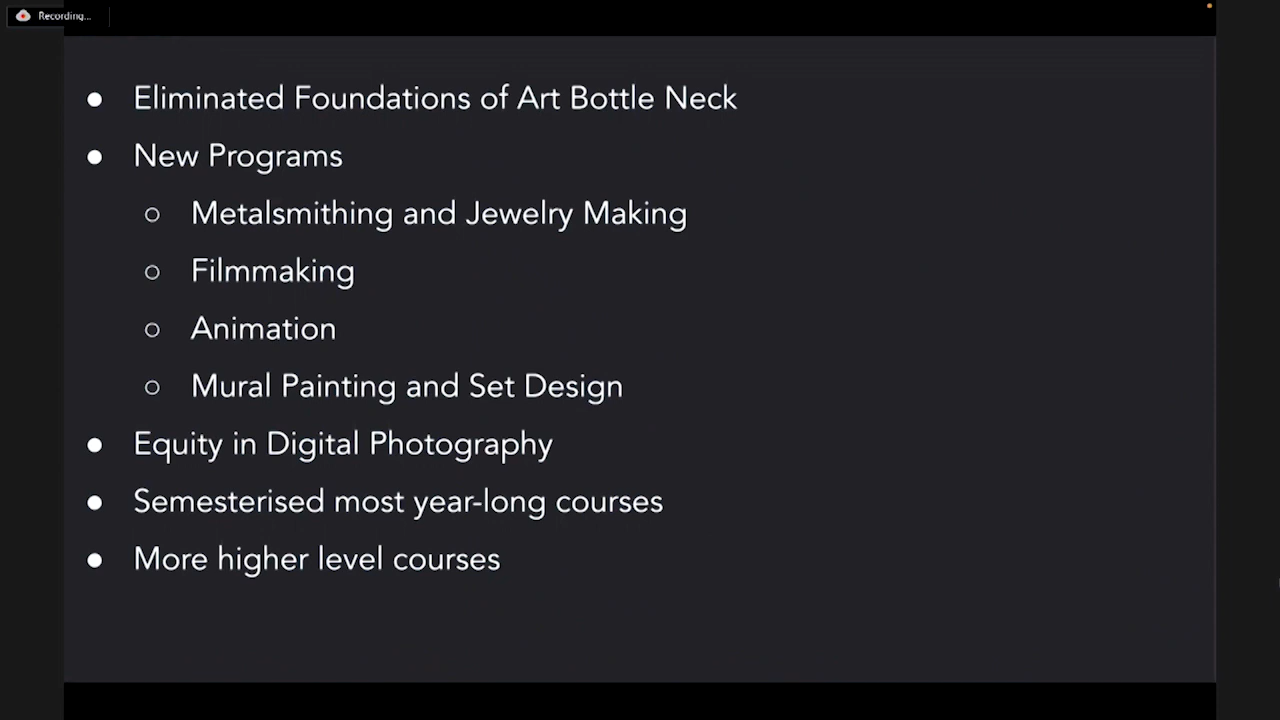 Recording...
● Eliminated Foundations of Art Bottle Neck
● New Programs
○ Metalsmithing and Jewelry Making
○ Filmmaking
○ Animation
○ Mural Painting and Set Design
● Equity in Digital Photography
● Semesterised most year-long courses
● More higher level courses